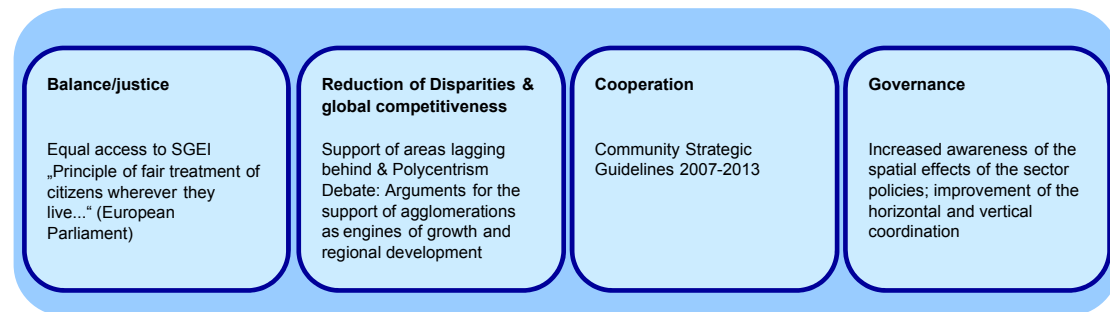 Balance/justice
Equal access to SGEI
„Principle of fair treatment of
citizens wherever they
live...“ (European
Parliament)
Reduction of Disparities &
global competitiveness
Support of areas lagging
behind & Polycentrism
Debate: Arguments for the
support of agglomerations
as engines of growth and
regional development
Cooperation
Community Strategic
Guidelines 2007-2013
Governance
Increased awareness of the
spatial effects of the sector
policies; improvement of the
horizontal and vertical
coordination